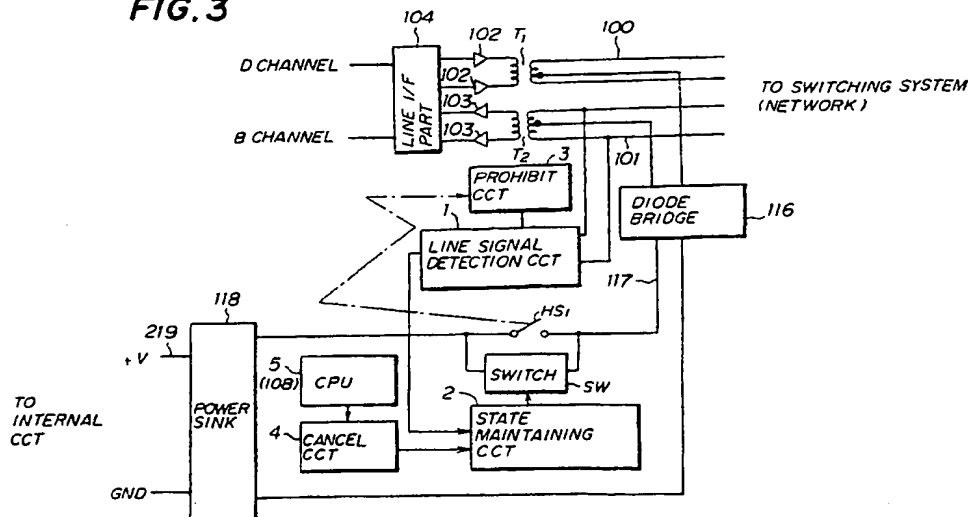 FIG. 3
104
102
T1
100
D CHANNEL
LINE I/F
PART
102
103
TO SWITCHING SYSTEM
(NETWORK)
B CHANNEL
103
T2
3
101
PROHIBIT
CCT
1
DIODE
BRIDGE
116
LINE SIGNAL
DETECTION CCT
117
118
HS1
219
+V
5
(108)
CPU
SWITCH
SW
2
TO
INTERNAL
CCT
POWER
SINK
4
CANCEL
CCT
STATE
MAINTAINING
CCT
GND